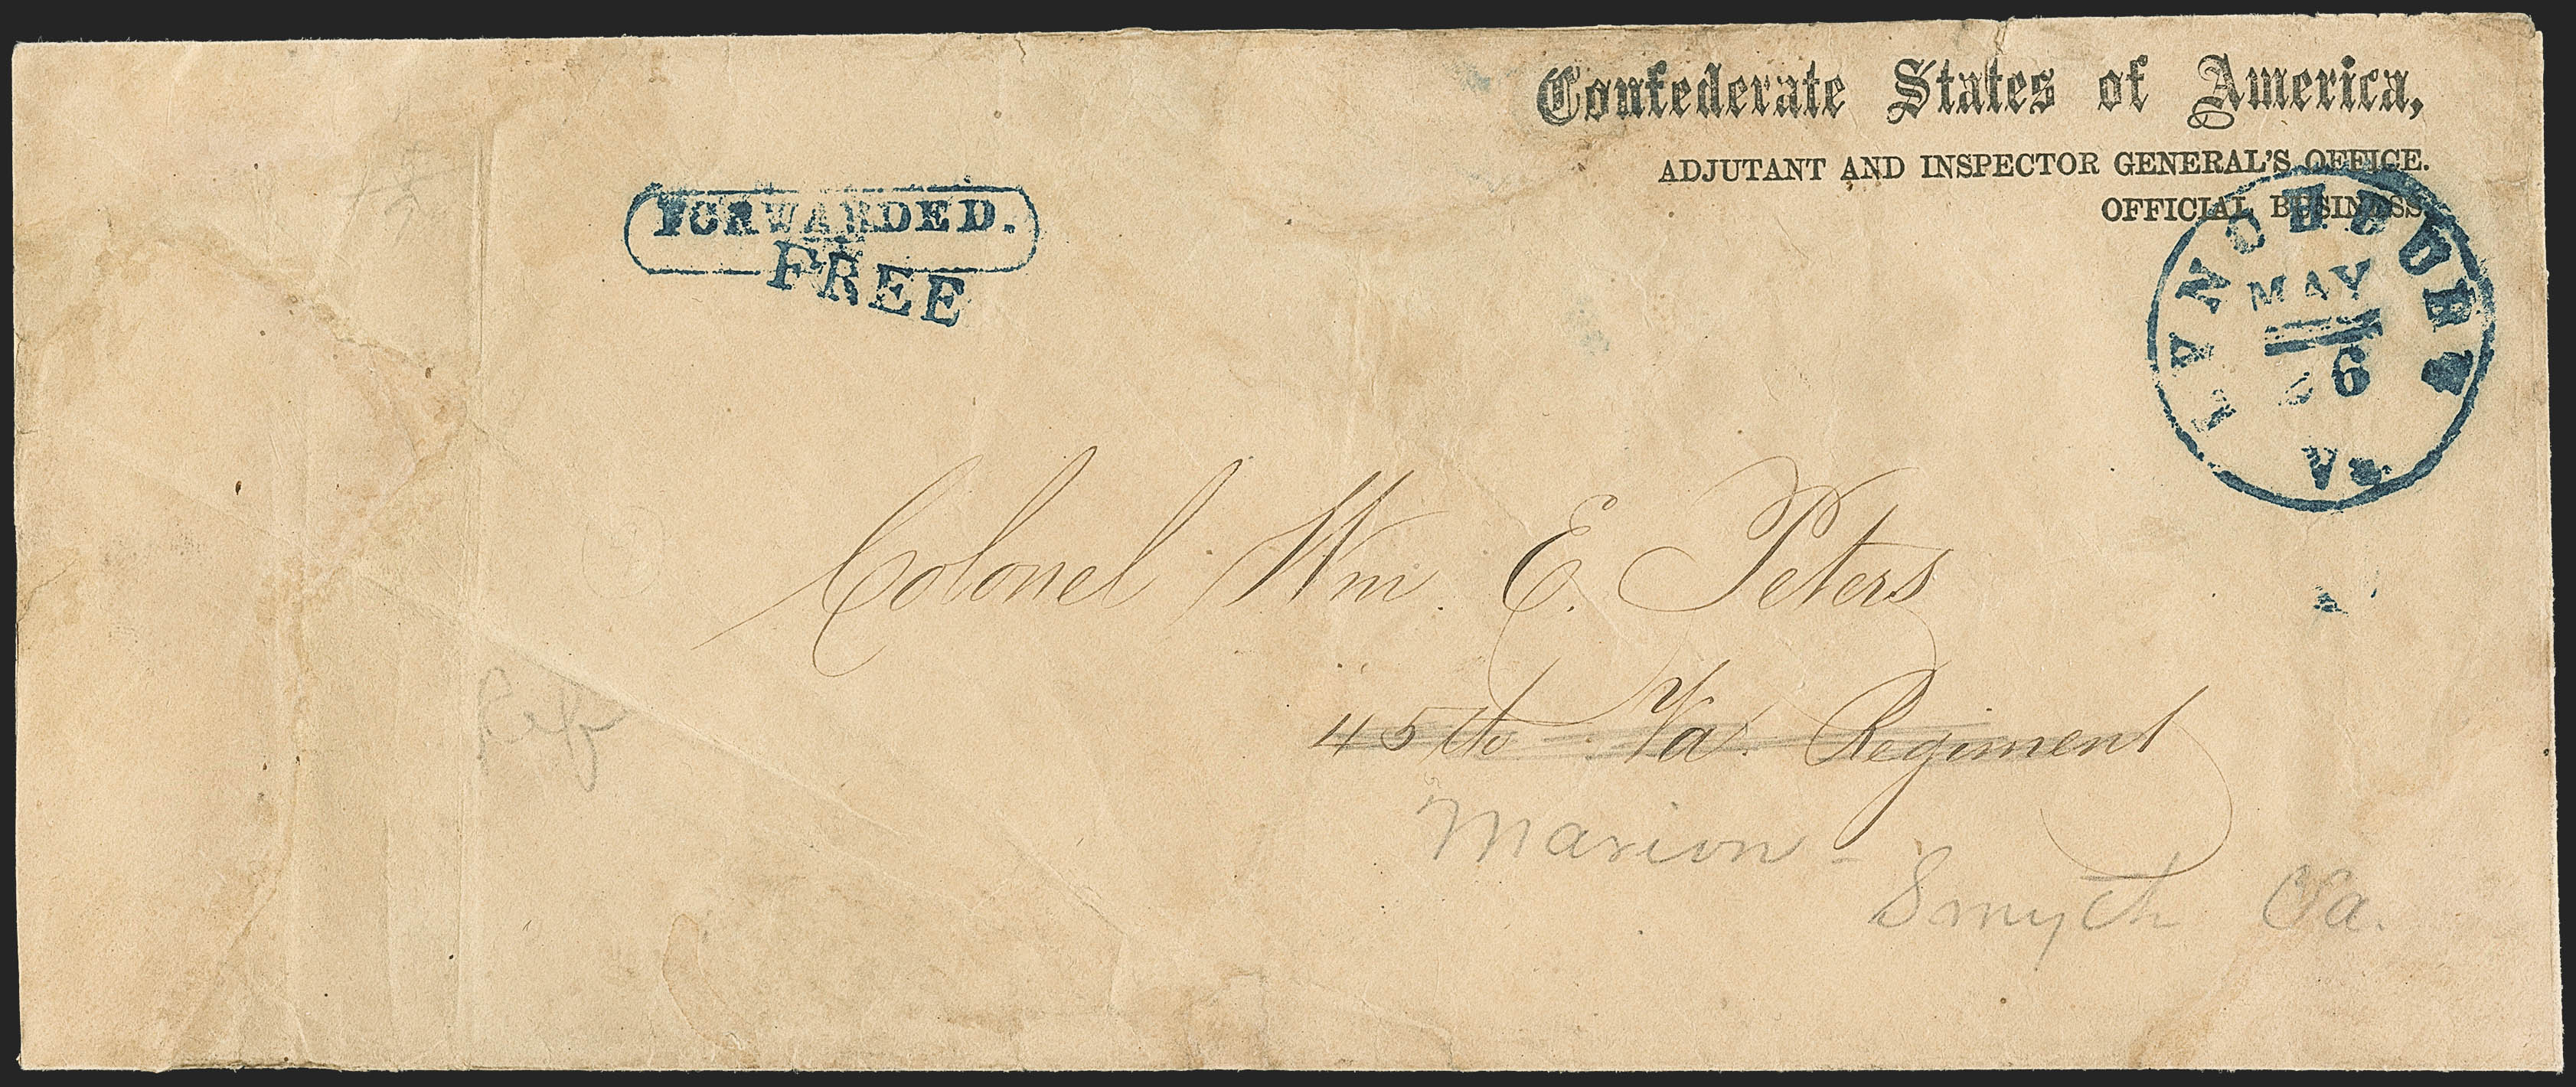 Confederate States of America,
ADJUTANT AND INSPECTOR GENERAL'S OFFICE.
OFFICIAL BUSINESS.
FORWARDED.
FREE
LYNCHBURG
MAY
6
VA
Colonel Wm. E. Peters
45th Va. Regiment
Marion -
Smyth Va.